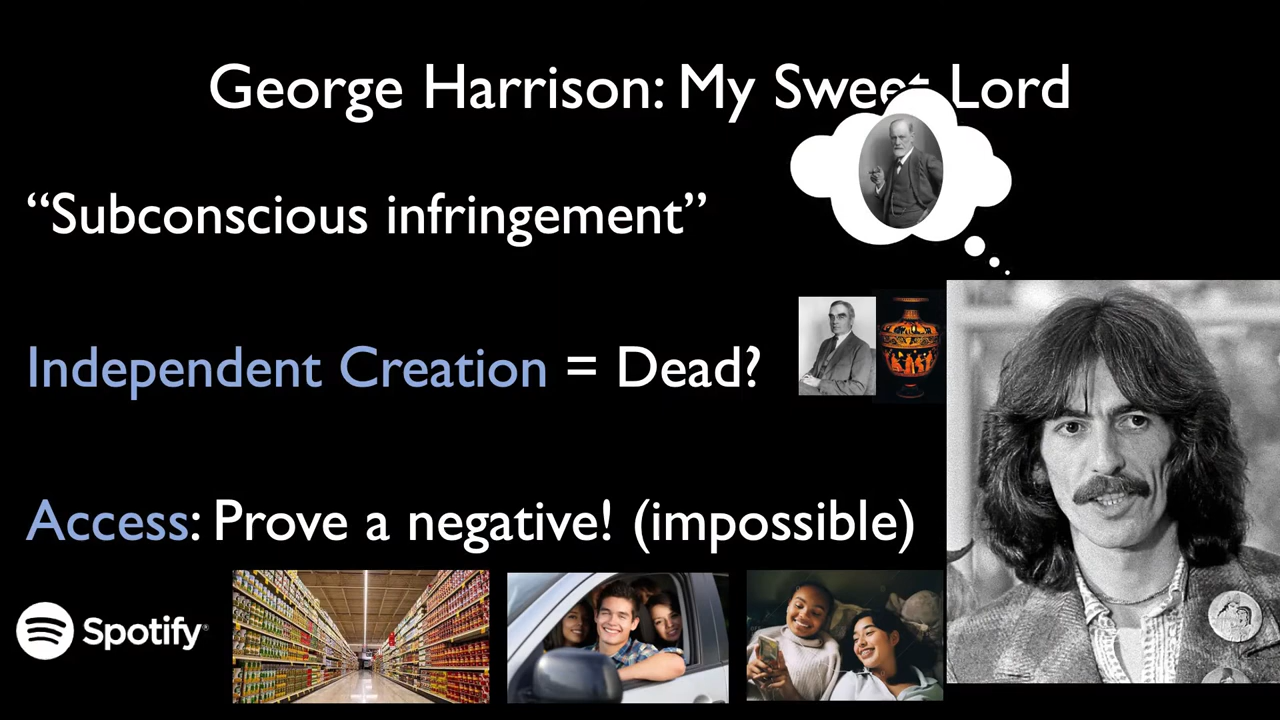 George Harrison: My Sweet Lord
“Subconscious infringement”
Independent Creation = Dead?
Access: Prove a negative! (impossible)
Spotify®